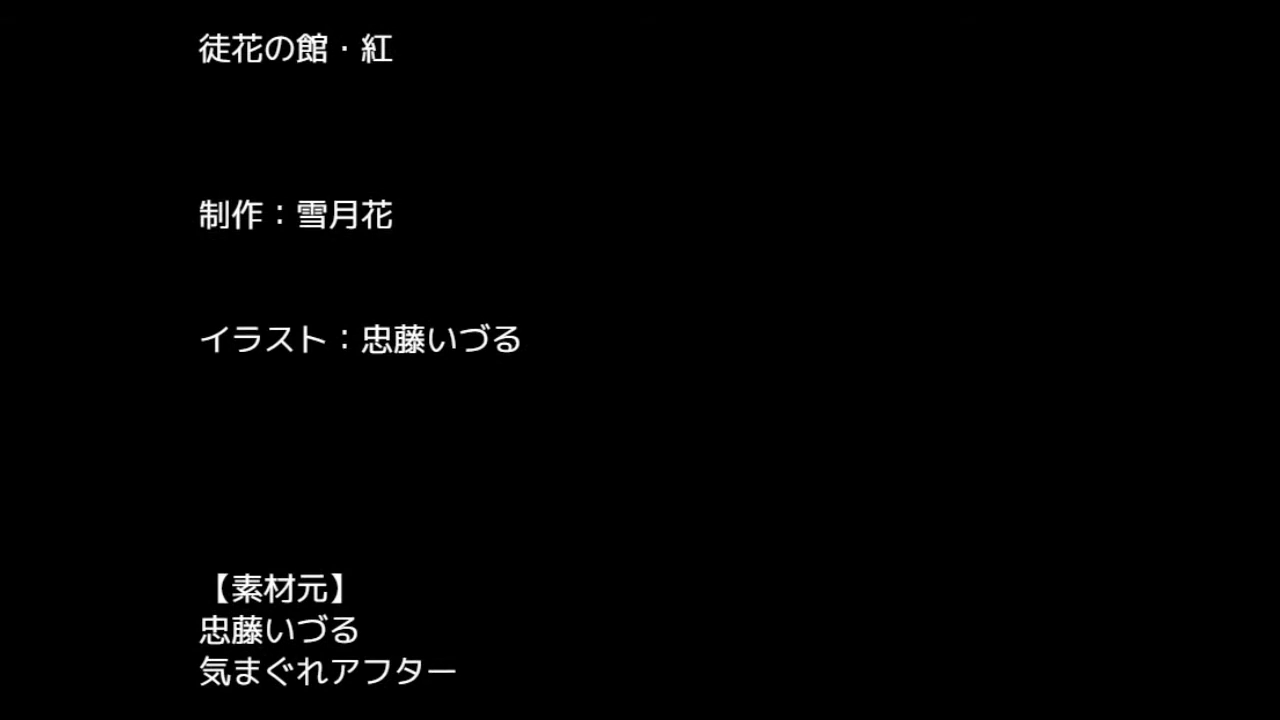 徒花の館・紅
制作：雪月花
イラスト：忠藤いづる
【素材元】
忠藤いづる
気まぐれアフター